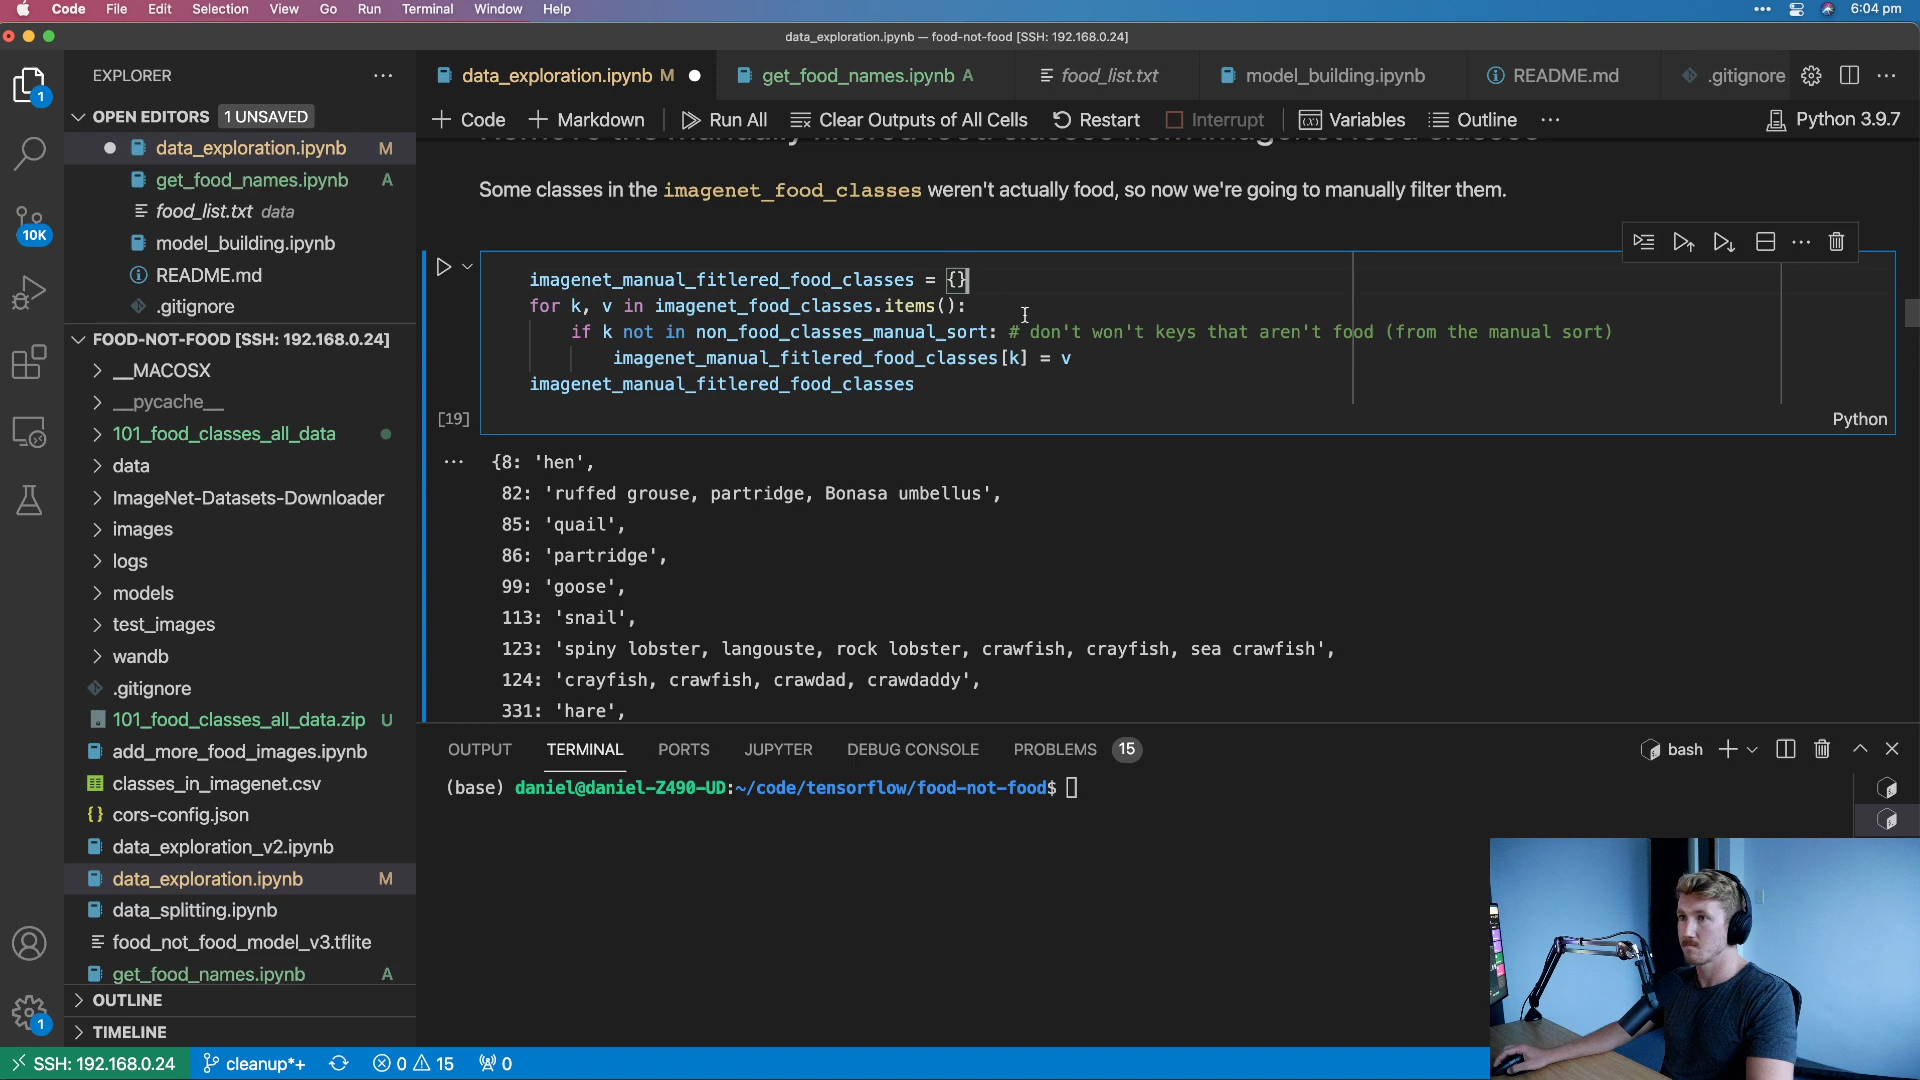 Code File Edit Selection View Go Run Terminal Window Help 6:04 pm
data_exploration.ipynb — food-not-food [SSH: 192.168.0.24]
EXPLORER
data_exploration.ipynb M get_food_names.ipynb A food_list.txt model_building.ipynb README.md .gitignore
OPEN EDITORS 1 UNSAVED
data_exploration.ipynb M
get_food_names.ipynb A
food_list.txt data
model_building.ipynb
README.md
.gitignore
1
10K
FOOD-NOT-FOOD [SSH: 192.168.0.24]
__MACOSX
__pycache__
101_food_classes_all_data
data
ImageNet-Datasets-Downloader
images
logs
models
test_images
wandb
.gitignore
101_food_classes_all_data.zip U
add_more_food_images.ipynb
classes_in_imagenet.csv
cors-config.json
data_exploration_v2.ipynb
data_exploration.ipynb M
data_splitting.ipynb
food_not_food_model_v3.tflite
get_food_names.ipynb A
OUTLINE
TIMELINE
1
Code Markdown Run All Clear Outputs of All Cells Restart Interrupt Variables Outline Python 3.9.7
Some classes in the imagenet_food_classes weren't actually food, so now we're going to manually filter them.
imagenet_manual_fitlered_food_classes = {}
for k, v in imagenet_food_classes.items():
if k not in non_food_classes_manual_sort: # don't won't keys that aren't food (from the manual sort)
imagenet_manual_fitlered_food_classes[k] = v
imagenet_manual_fitlered_food_classes
[19]
Python
{8: 'hen',
82: 'ruffed grouse, partridge, Bonasa umbellus',
85: 'quail',
86: 'partridge',
99: 'goose',
113: 'snail',
123: 'spiny lobster, langouste, rock lobster, crawfish, crayfish, sea crawfish',
124: 'crayfish, crawfish, crawdad, crawdaddy',
331: 'hare',
OUTPUT TERMINAL PORTS JUPYTER DEBUG CONSOLE PROBLEMS 15 bash
(base) daniel@daniel-Z490-UD:~/code/tensorflow/food-not-food$
SSH: 192.168.0.24 cleanup*+ 0 15 0